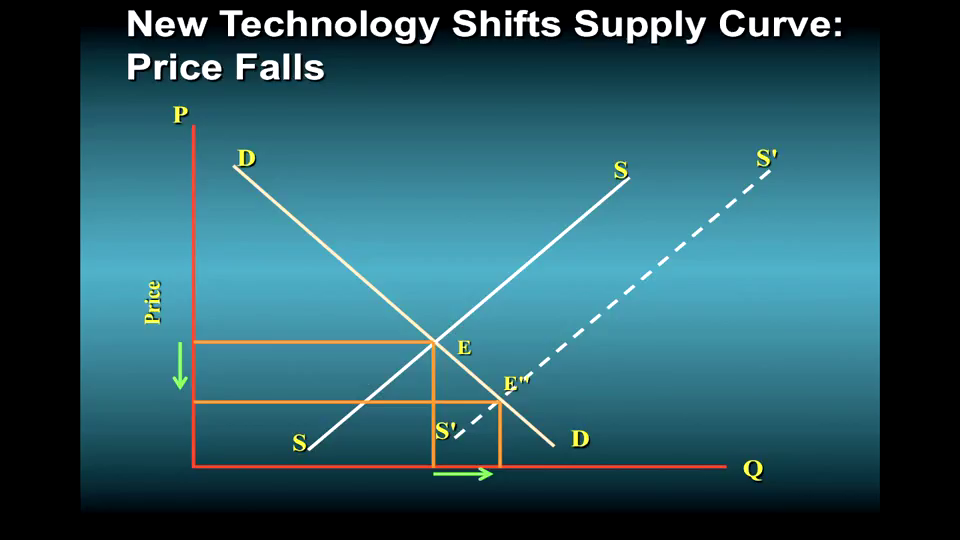 New Technology Shifts Supply Curve:
Price Falls
P
D
S
S'
Price
E
E"
S'
S
D
Q